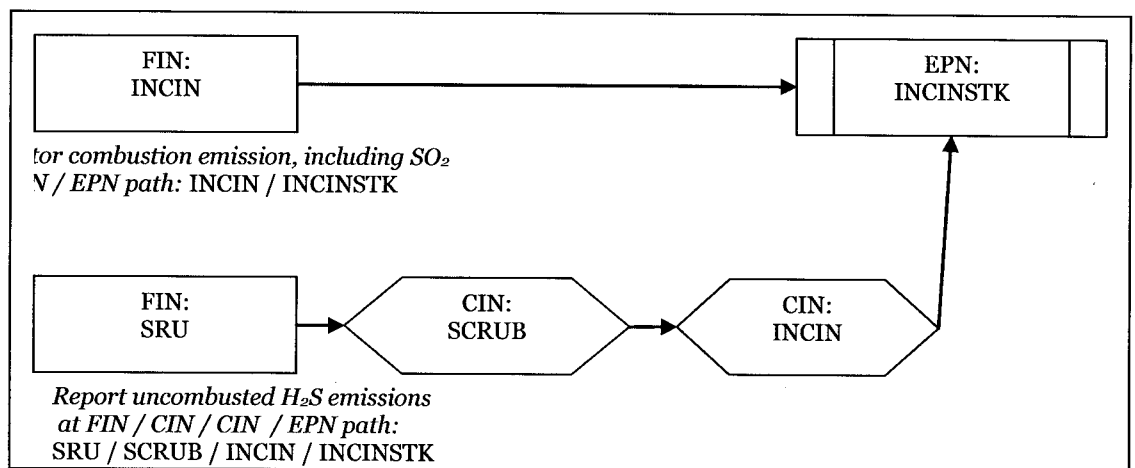 FIN:
INCIN
EPN:
INCINSTK
tor combustion emission, including SO₂
N / EPN path: INCIN / INCINSTK
FIN:
SRU
CIN:
SCRUB
CIN:
INCIN
Report uncombusted H₂S emissions
at FIN / CIN / CIN / EPN path:
SRU / SCRUB / INCIN / INCINSTK